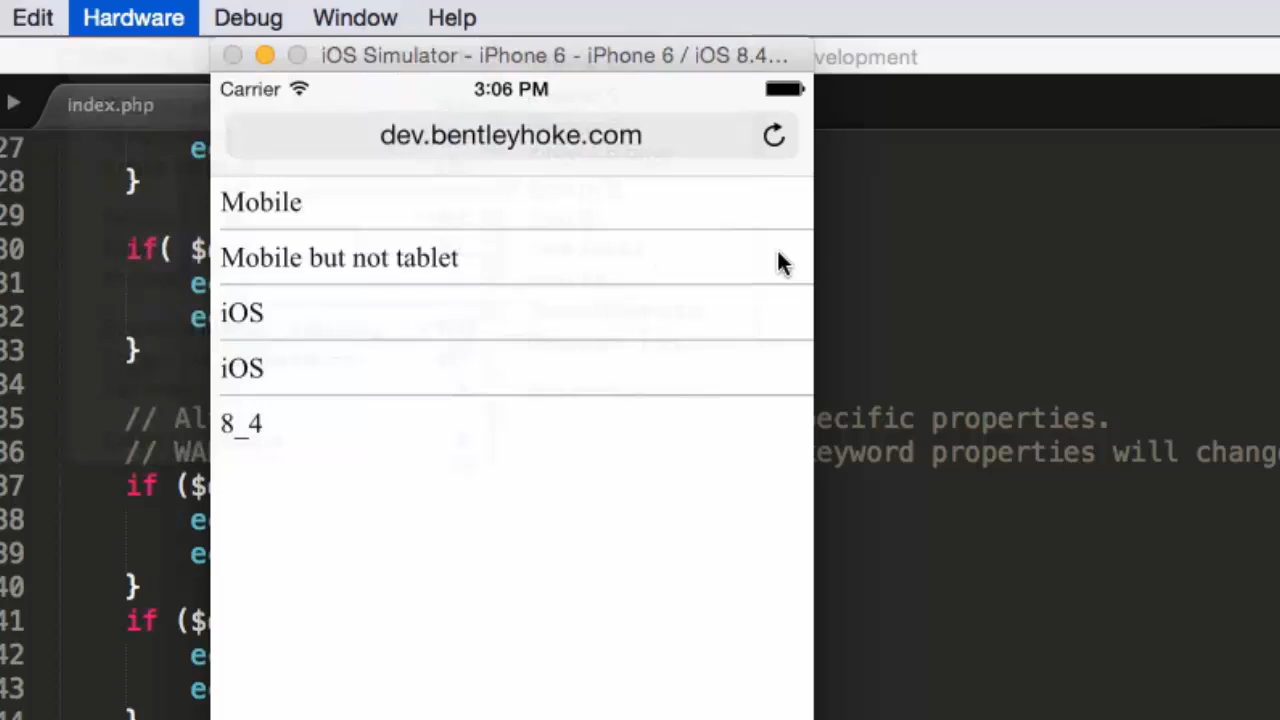 Edit Hardware Debug Window Help
iOS Simulator - iPhone 6 - iPhone 6 / iOS 8.4... velopment
Carrier 3:06 PM
index.php
dev.bentleyhoke.com
27 e
28 }
Mobile
29
30 if( $
Mobile but not tablet
31 e
32 e
iOS
33 }
iOS
34
35 // Al ecific properties.
8_4
36 // WA eyword properties will chang
37 if ($
38 e
39 e
40 }
41 if ($
42 e
43 e
44 }